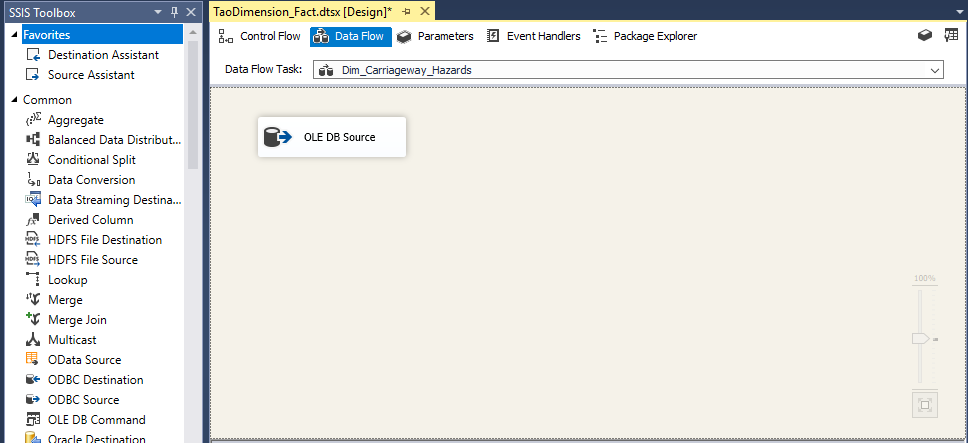 SSIS Toolbox
Favorites
Destination Assistant
Source Assistant
Common
Aggregate
Balanced Data Distribut...
Conditional Split
Data Conversion
Data Streaming Destina...
Derived Column
HDFS File Destination
HDFS File Source
Lookup
Merge
Merge Join
Multicast
OData Source
ODBC Destination
ODBC Source
OLE DB Command
Oracle Destination
TaoDimension_Fact.dtsx [Design]*
Control Flow
Data Flow
Parameters
Event Handlers
Package Explorer
Data Flow Task:
Dim_Carriageway_Hazards
OLE DB Source
100%